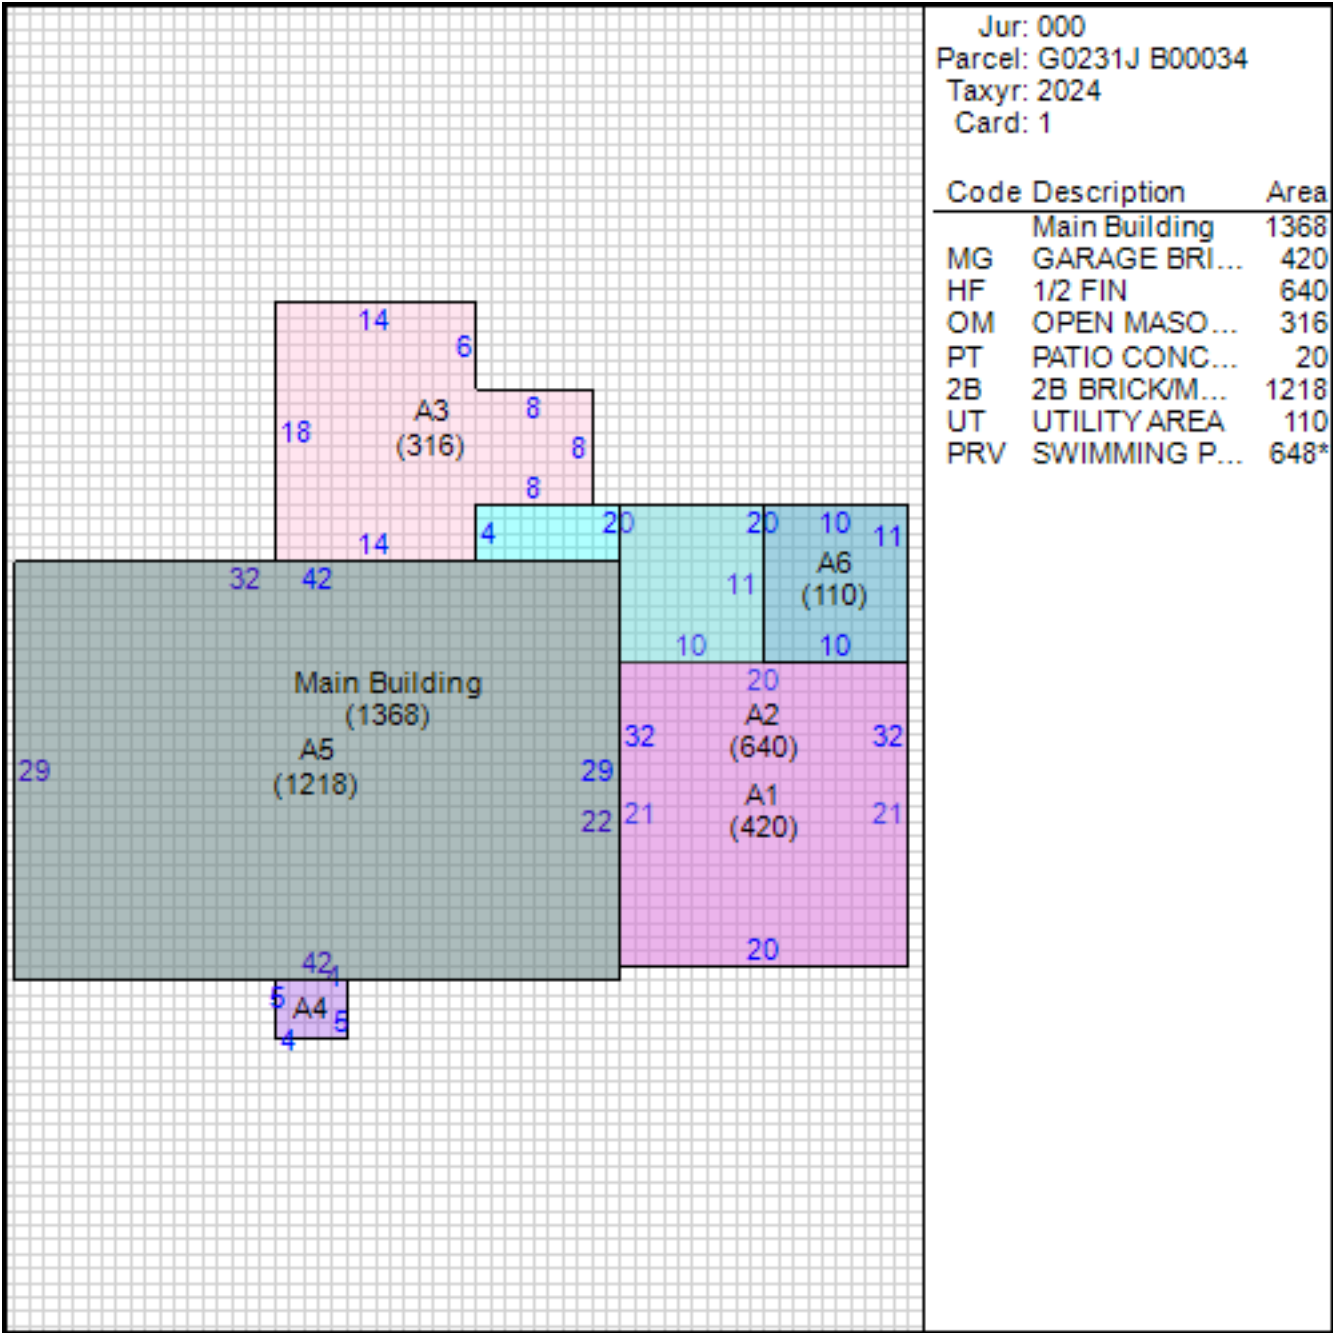 Jur: 000
Parcel: G0231J B00034
Taxyr: 2024
Card: 1
Code Description Area
Main Building 1368
MG GARAGE BRI... 420
HF 1/2 FIN 640
OM OPEN MASO... 316
PT PATIO CONC... 20
2B 2B BRICK/M... 1218
UT UTILITY AREA 110
PRV SWIMMING P... 648*
14
6
A3
(316)
8
18
8
8
14
4
20
20
10
11
A6
(110)
11
10
10
32
42
Main Building
(1368)
A5
(1218)
29
29
22
20
A2
(640)
32
32
A1
(420)
21
21
20
42
4
5
A4
5
4